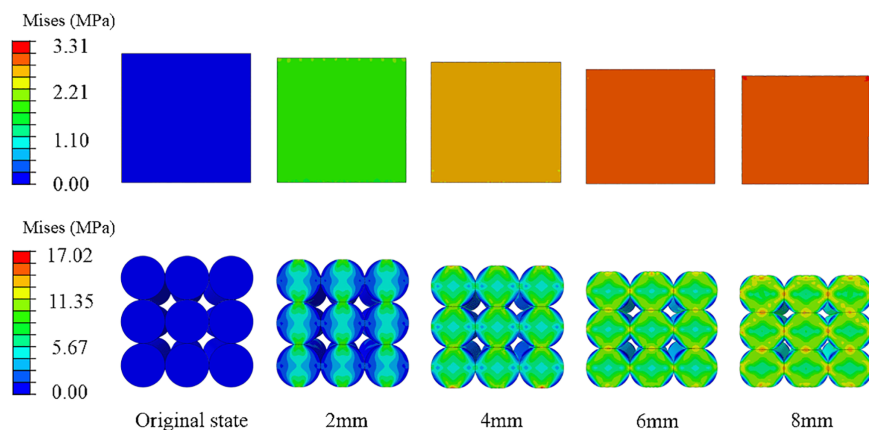 Mises (MPa)
3.31
2.21
1.10
0.00
Mises (MPa)
17.02
11.35
5.67
0.00
Original state 2mm 4mm 6mm 8mm